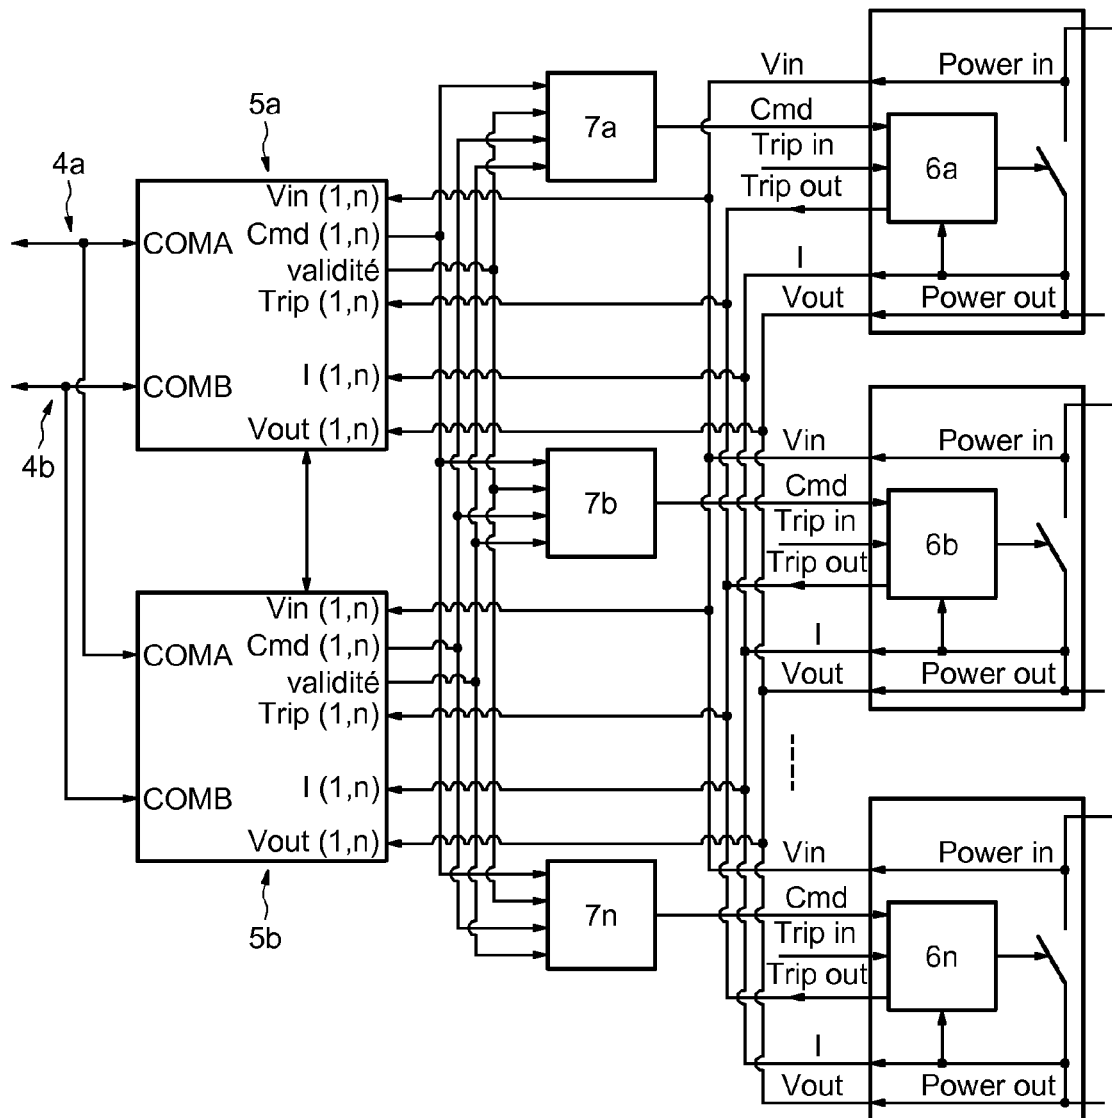 5a
4a
4b
COMA
COMB
Vin (1,n)
Cmd (1,n)
validité
Trip (1,n)
I (1,n)
Vout (1,n)
COMA
COMB
Vin (1,n)
Cmd (1,n)
validité
Trip (1,n)
I (1,n)
Vout (1,n)
5b
7a
7b
7n
Vin
Power in
Cmd
Trip in
6a
Trip out
I
Vout
Power out
Vin
Power in
Cmd
Trip in
6b
Trip out
I
Vout
Power out
Vin
Power in
Cmd
Trip in
6n
Trip out
I
Vout
Power out